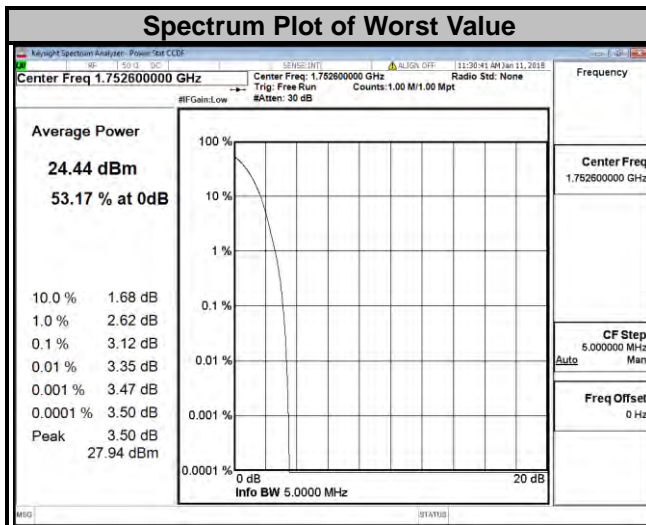 Spectrum Plot of Worst Value
Keysight Spectrum Analyzer - Power Stat CCDF
RF 50 Ω DC SENSE:INT ALIGN OFF 11:30:41 AM Jan 11, 2018
Center Freq 1.752600000 GHz
Center Freq: 1.752600000 GHz
Radio Std: None
Trig: Free Run
Counts:1.00 M/1.00 Mpt
#IFGain:Low
#Atten: 30 dB
Frequency
Average Power
24.44 dBm
53.17 % at 0dB
10.0 % 1.68 dB
1.0 % 2.62 dB
0.1 % 3.12 dB
0.01 % 3.35 dB
0.001 % 3.47 dB
0.0001 % 3.50 dB
Peak 3.50 dB
27.94 dBm
100 %
10 %
1 %
0.1 %
0.01 %
0.001 %
0.0001 %
0 dB
20 dB
Info BW 5.0000 MHz
Center Freq
1.752600000 GHz
CF Step
5.000000 MHz
Auto Man
Freq Offset
0 Hz
MSG
STATUS